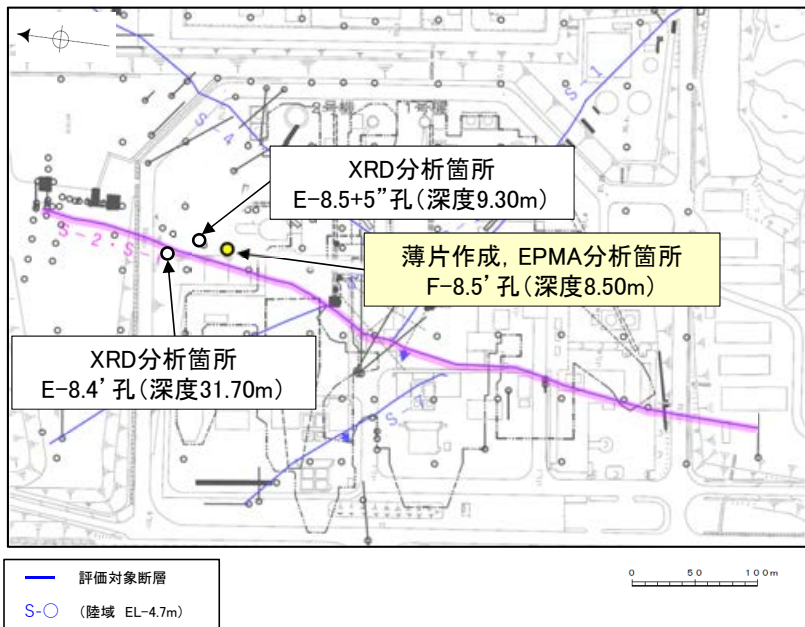 S-4
2号機
1号機
S-1
XRD分析箇所
E-8.5+5”孔(深度9.30m)
S-2・S-
薄片作成, EPMA分析箇所
F-8.5’孔(深度8.50m)
XRD分析箇所
E-8.4’孔(深度31.70m)
S-7
評価対象断層
S-○ (陸域 EL-4.7m)
0 50 100m